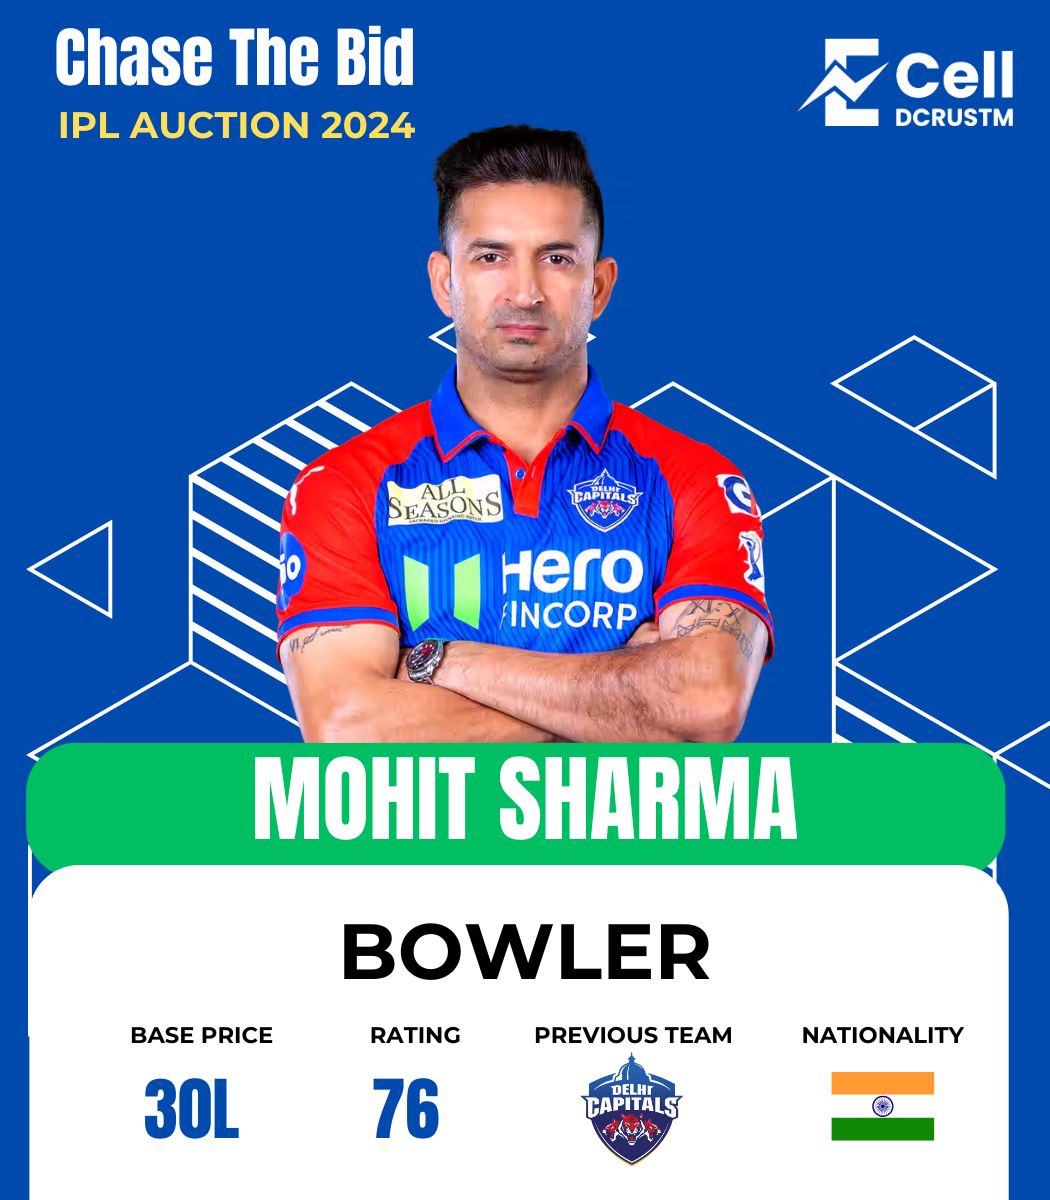 Chase The Bid
IPL AUCTION 2024
Cell
DCRUSTM
ALL
SEASONS
DELHI
CAPITALS
Hero
FINCORP
MOHIT SHARMA
BOWLER
BASE PRICE
RATING
PREVIOUS TEAM
NATIONALITY
30L
76
DELHI
CAPITALS